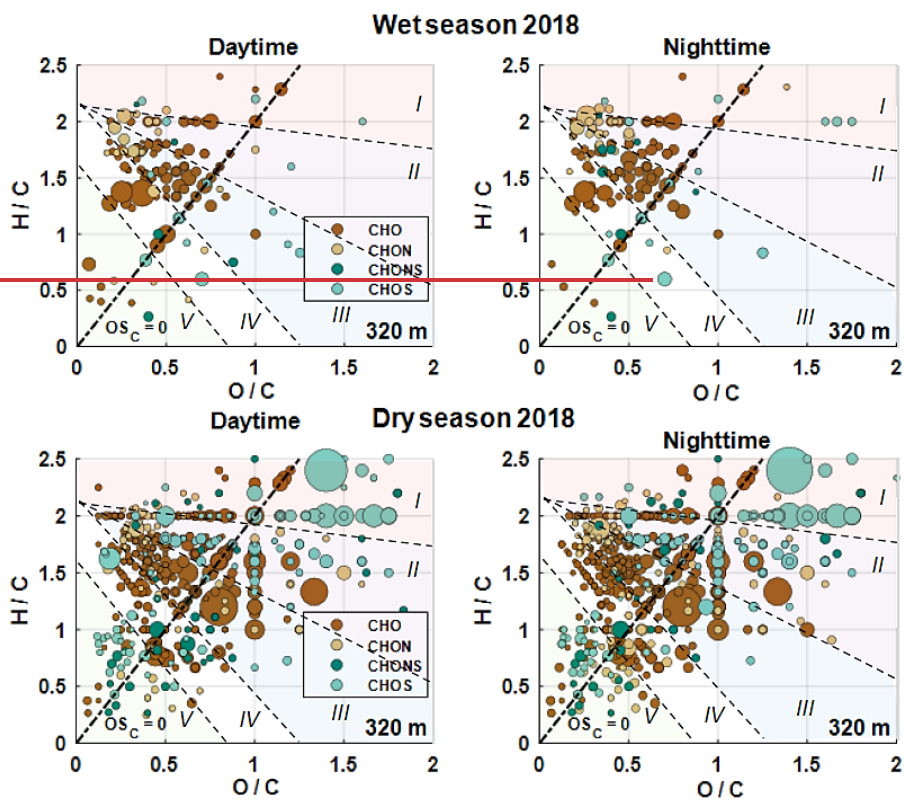 Wet season 2018
Daytime
Nighttime
2.5
2
1.5
1
0.5
0
H / C
I
II
III
IV
V
CHO
CHON
CHONS
CHOS
OSC = 0
320 m
0 0.5 1 1.5 2
O / C
2.5
2
1.5
1
0.5
0
H / C
I
II
III
IV
V
OSC = 0
320 m
0 0.5 1 1.5 2
O / C
Dry season 2018
Daytime
Nighttime
2.5
2
1.5
1
0.5
0
H / C
I
II
III
IV
V
CHO
CHON
CHONS
CHOS
OSC = 0
320 m
0 0.5 1 1.5 2
O / C
2.5
2
1.5
1
0.5
0
H / C
I
II
III
IV
V
OSC = 0
320 m
0 0.5 1 1.5 2
O / C